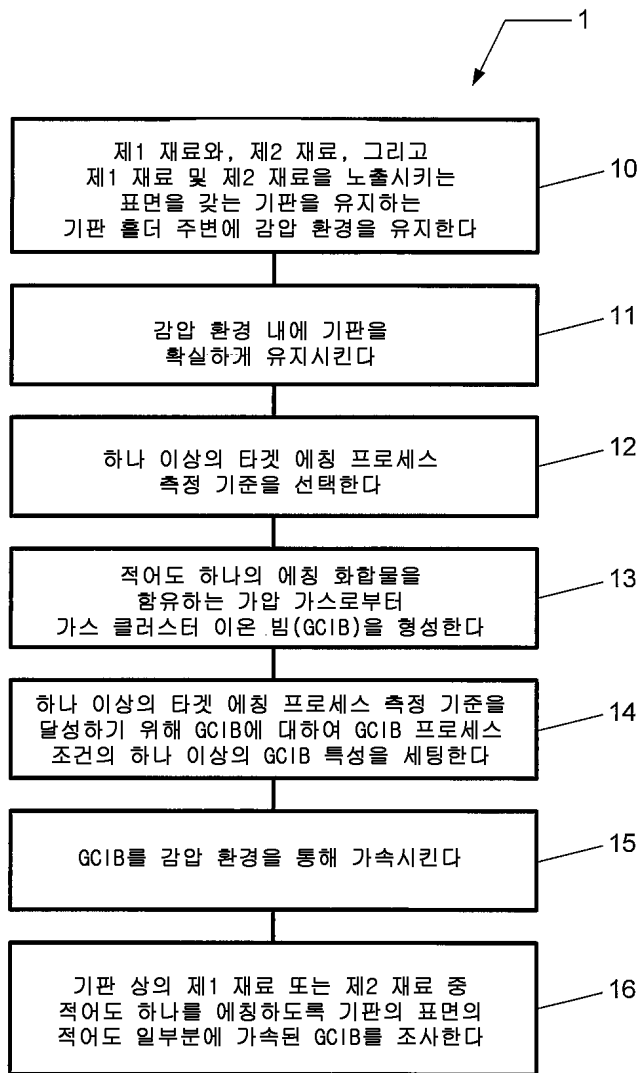 1
제1 재료와, 제2 재료, 그리고
제1 재료 및 제2 재료을 노출시키는
표면을 갖는 기판을 유지하는
기판 홀더 주변에 감압 환경을 유지한다
10
감압 환경 내에 기판을
확실하게 유지시킨다
11
하나 이상의 타겟 에칭 프로세스
측정 기준을 선택한다
12
적어도 하나의 에칭 화합물을
함유하는 가압 가스로부터
가스 클러스터 이온 빔(GCIB)을 형성한다
13
하나 이상의 타겟 에칭 프로세스 측정 기준을
달성하기 위해 GCIB에 대하여 GCIB 프로세스
조건의 하나 이상의 GCIB 특성을 세팅한다
14
GCIB를 감압 환경을 통해 가속시킨다
15
기판 상의 제1 재료 또는 제2 재료 중
적어도 하나를 에칭하도록 기판의 표면의
적어도 일부분에 가속된 GCIB를 조사한다
16